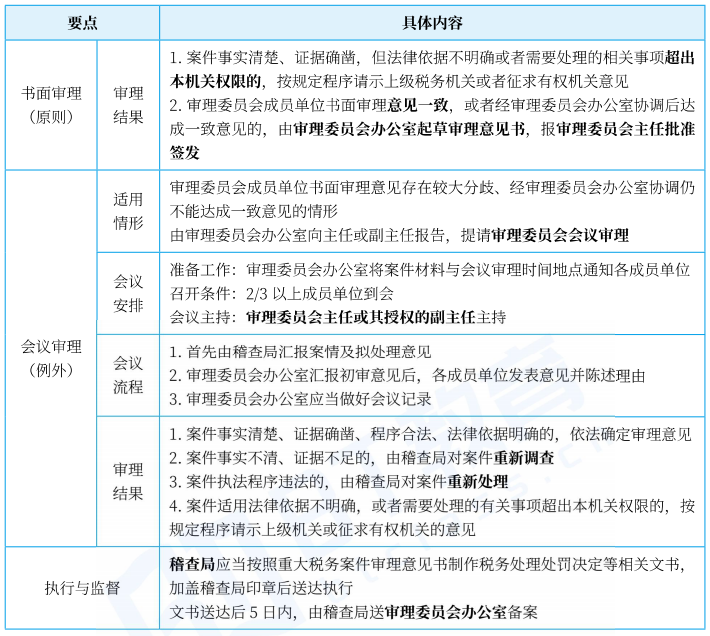 要点
具体内容
书面审理
（原则）
审理
结果
1. 案件事实清楚、证据确凿，但法律依据不明确或者需要处理的相关事项超出
本机关权限的，按规定程序请示上级税务机关或者征求有权机关意见
2. 审理委员会成员单位书面审理意见一致，或者经审理委员会办公室协调后达
成一致意见的，由审理委员会办公室起草审理意见书，报审理委员会主任批准
签发
会议审理
（例外）
适用
情形
审理委员会成员单位书面审理意见存在较大分歧、经审理委员会办公室协调仍
不能达成一致意见的情形
由审理委员会办公室向主任或副主任报告，提请审理委员会会议审理
会议
安排
准备工作：审理委员会办公室将案件材料与会议审理时间地点通知各成员单位
召开条件：2/3 以上成员单位到会
会议主持：审理委员会主任或其授权的副主任主持
会议
流程
1. 首先由稽查局汇报案情及拟处理意见
2. 审理委员会办公室汇报初审意见后，各成员单位发表意见并陈述理由
3. 审理委员会办公室应当做好会议记录
审理
结果
1. 案件事实清楚、证据确凿、程序合法、法律依据明确的，依法确定审理意见
2. 案件事实不清、证据不足的，由稽查局对案件重新调查
3. 案件执法程序违法的，由稽查局对案件重新处理
4. 案件适用法律依据不明确，或者需要处理的有关事项超出本机关权限的，按
规定程序请示上级机关或征求有权机关的意见
执行与监督
稽查局应当按照重大税务案件审理意见书制作税务处理处罚决定等相关文书，
加盖稽查局印章后送达执行
文书送达后 5 日内，由稽查局送审理委员会办公室备案